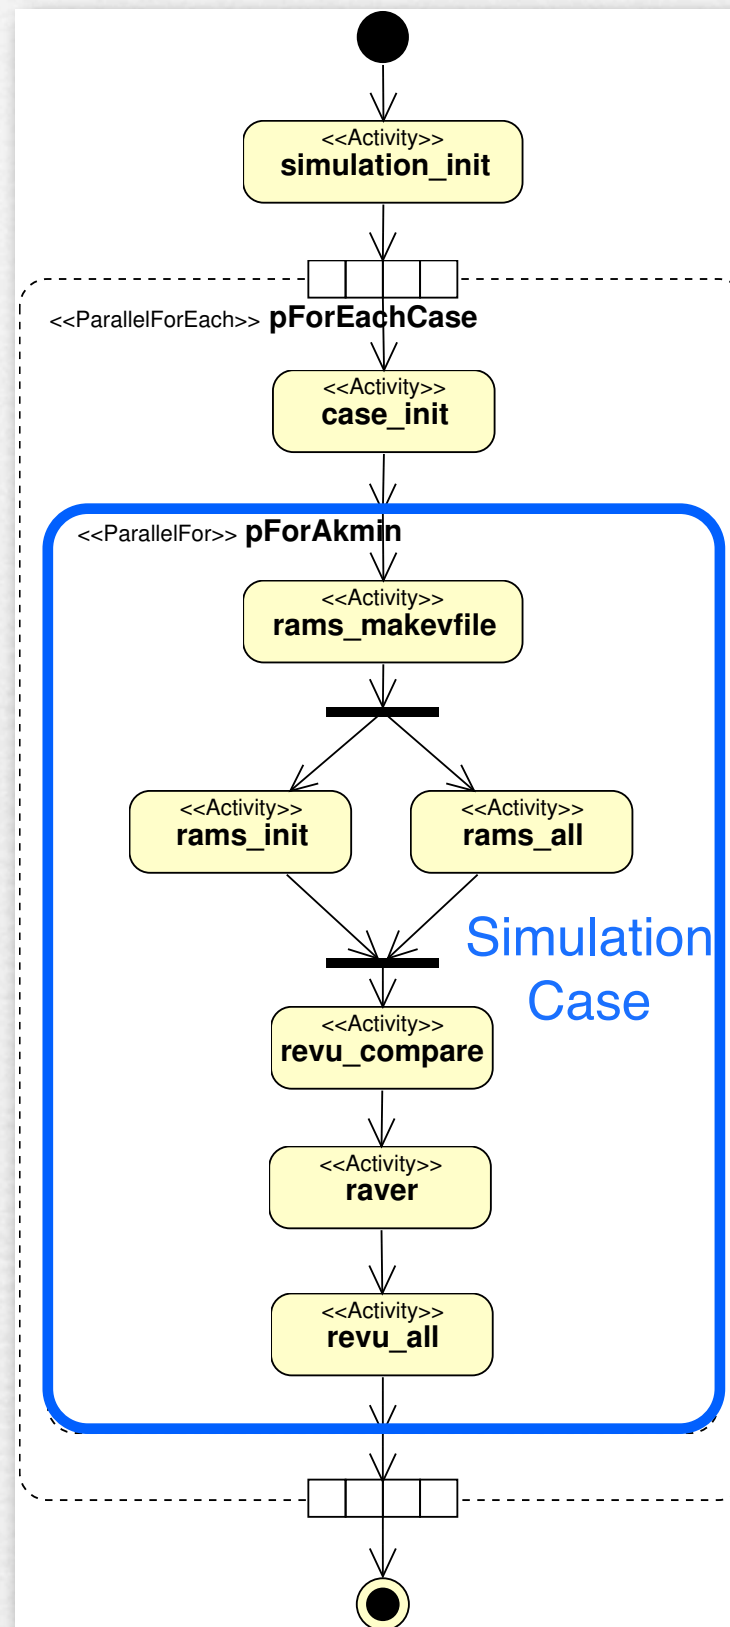 <<Activity>>
simulation_init
<<ParallelForEach>> pForEachCase
<<Activity>>
case_init
<<ParallelFor>> pForAkmin
<<Activity>>
rams_makevfile
<<Activity>>
rams_init
<<Activity>>
rams_all
Simulation
Case
<<Activity>>
revu_compare
<<Activity>>
raver
<<Activity>>
revu_all